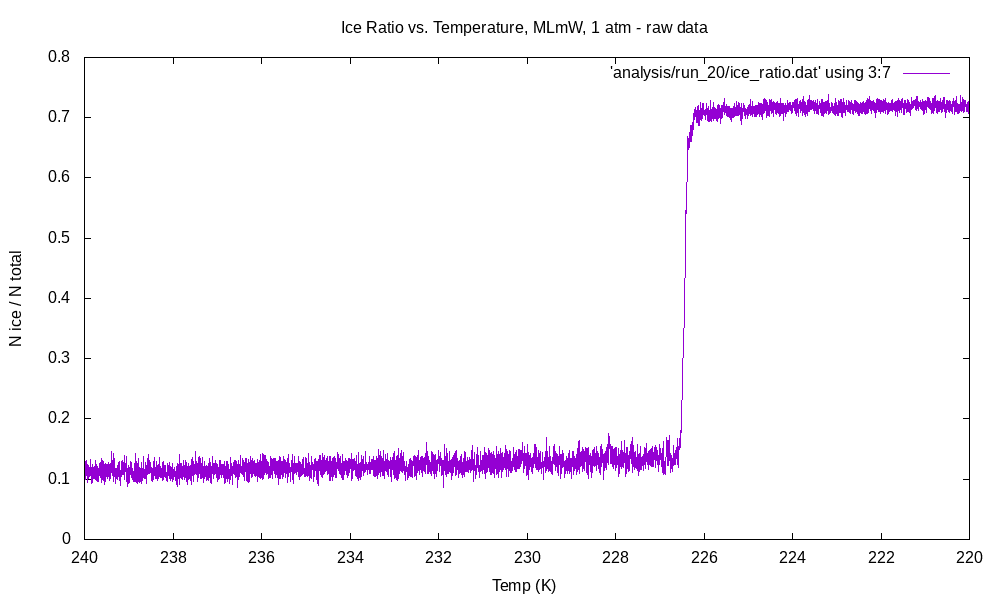 Ice Ratio vs. Temperature, MLmW, 1 atm - raw data
'analysis/run_20/ice_ratio.dat' using 3:7
0.8
0.7
0.6
0.5
0.4
0.3
0.2
0.1
0
N ice / N total
240 238 236 234 232 230 228 226 224 222 220
Temp (K)